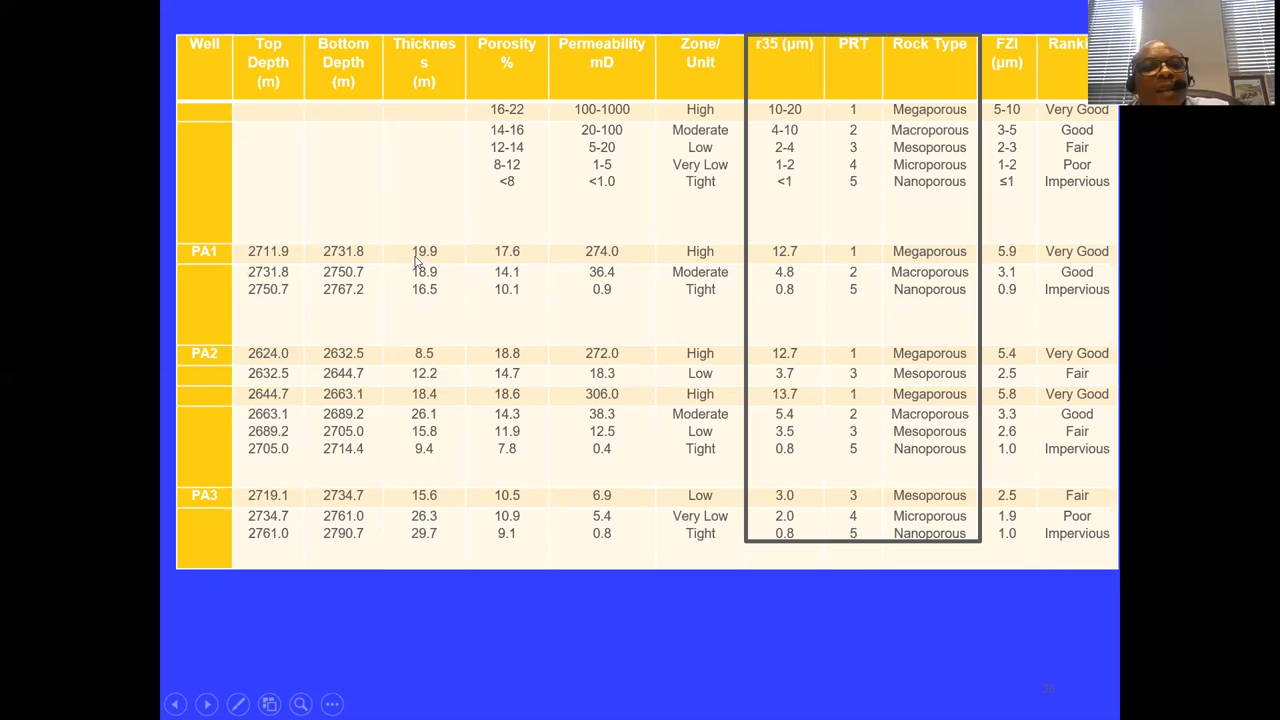 Well Top Depth (m) Bottom Depth (m) Thicknes s (m) Porosity % Permeability mD Zone/ Unit r35 (µm) PRT Rock Type FZI (µm)
16-22 100-1000 High 10-20 1 Megaporous 5-10 Very Good
14-16 20-100 Moderate 4-10 2 Macroporous 3-5 Good
12-14 5-20 Low 2-4 3 Mesoporous 2-3 Fair
8-12 1-5 Very Low 1-2 4 Microporous 1-2 Poor
<8 <1.0 Tight <1 5 Nanoporous ≤1 Impervious
PA1 2711.9 2731.8 19.9 17.6 274.0 High 12.7 1 Megaporous 5.9 Very Good
2731.8 2750.7 18.9 14.1 36.4 Moderate 4.8 2 Macroporous 3.1 Good
2750.7 2767.2 16.5 10.1 0.9 Tight 0.8 5 Nanoporous 0.9 Impervious
PA2 2624.0 2632.5 8.5 18.8 272.0 High 12.7 1 Megaporous 5.4 Very Good
2632.5 2644.7 12.2 14.7 18.3 Low 3.7 3 Mesoporous 2.5 Fair
2644.7 2663.1 18.4 18.6 306.0 High 13.7 1 Megaporous 5.8 Very Good
2663.1 2689.2 26.1 14.3 38.3 Moderate 5.4 2 Macroporous 3.3 Good
2689.2 2705.0 15.8 11.9 12.5 Low 3.5 3 Mesoporous 2.6 Fair
2705.0 2714.4 9.4 7.8 0.4 Tight 0.8 5 Nanoporous 1.0 Impervious
PA3 2719.1 2734.7 15.6 10.5 6.9 Low 3.0 3 Mesoporous 2.5 Fair
2734.7 2761.0 26.3 10.9 5.4 Very Low 2.0 4 Microporous 1.9 Poor
2761.0 2790.7 29.7 9.1 0.8 Tight 0.8 5 Nanoporous 1.0 Impervious